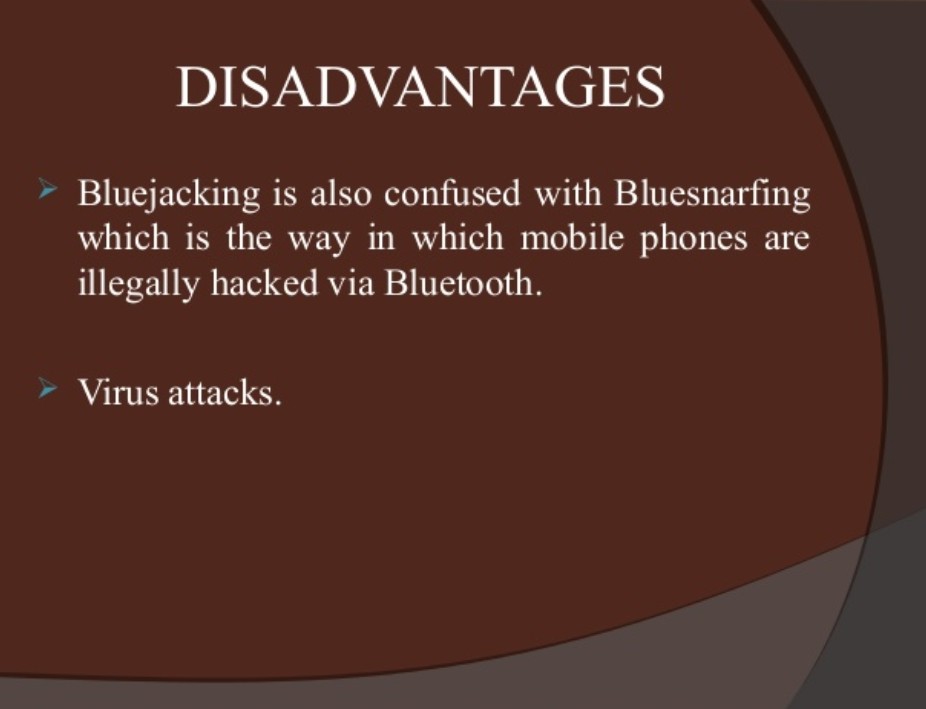 DISADVANTAGES
Bluejacking is also confused with Bluesnarfing
which is the way in which mobile phones are
illegally hacked via Bluetooth.
Virus attacks.